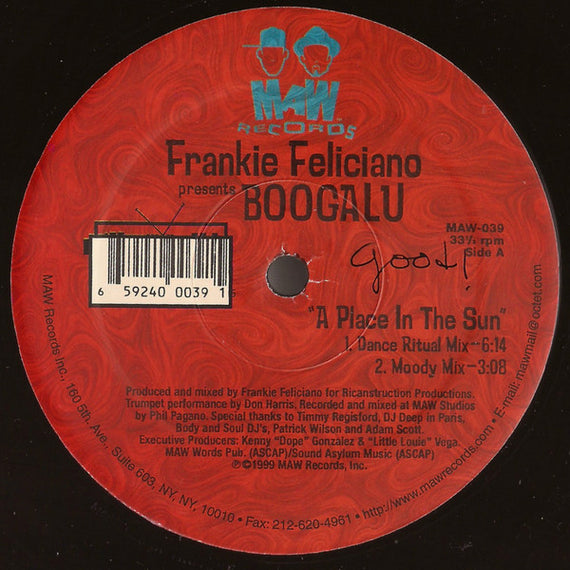 MAW
RECORDS
Frankie Feliciano
presents BOOGALU
MAW-039
33⅓ rpm
Side A
good!
6 59240 0039 1
"A Place In The Sun"
1. Dance Ritual Mix–6:14
2. Moody Mix–3:08
Produced and mixed by Frankie Feliciano for Ricanstruction Productions.
Trumpet performance by Don Harris. Recorded and mixed at MAW Studios
by Phil Pagano. Special thanks to Timmy Regisford, DJ Deep in Paris,
Body and Soul DJ's, Patrick Wilson and Adam Scott.
Executive Producers: Kenny "Dope" Gonzalez & "Little Louie" Vega.
MAW Words Pub. (ASCAP)/Sound Asylum Music (ASCAP)
℗©1999 MAW Records, Inc.
MAW Records Inc., 160 5th. Ave., Suite 603, NY, NY, 10010 • Fax: 212-620-4961 • http://www.mawrecords.com • E-mail: mawmail@octet.com